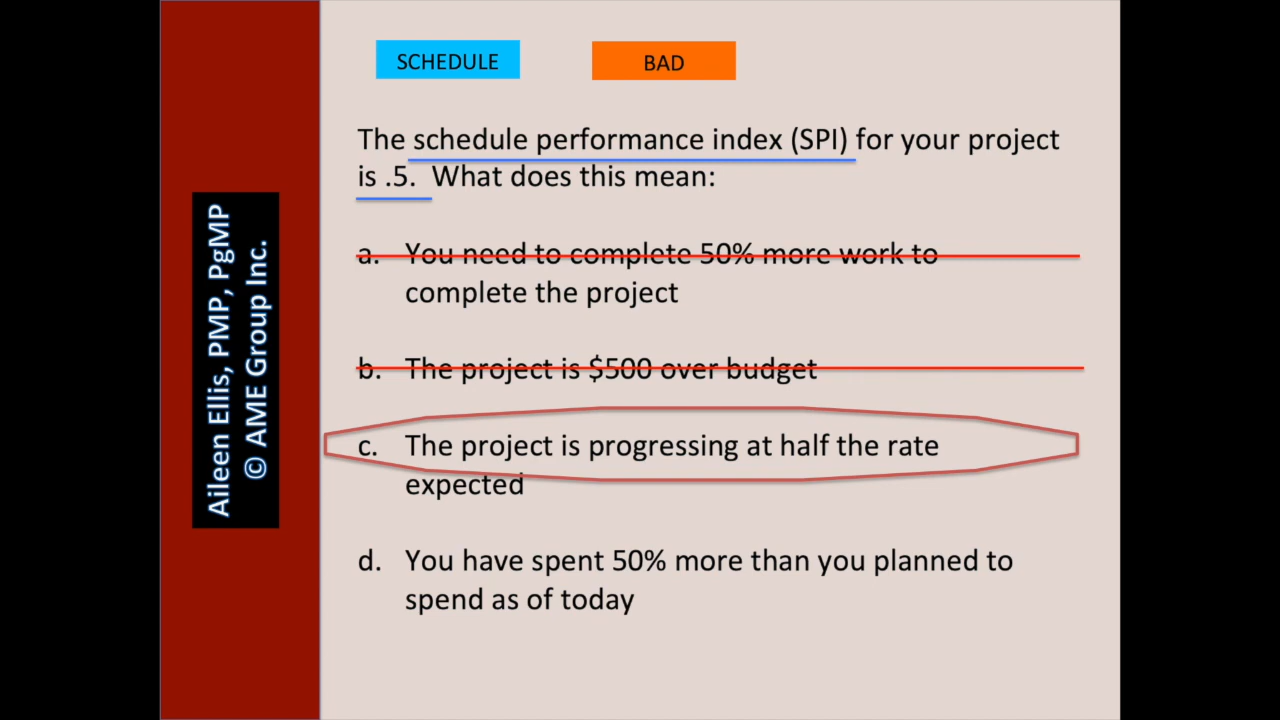 SCHEDULE
BAD
The schedule performance index (SPI) for your project
is .5. What does this mean:
a. You need to complete 50% more work to
complete the project
b. The project is $500 over budget
c. The project is progressing at half the rate
expected
d. You have spent 50% more than you planned to
spend as of today
Aileen Ellis, PMP, PgMP
© AME Group Inc.